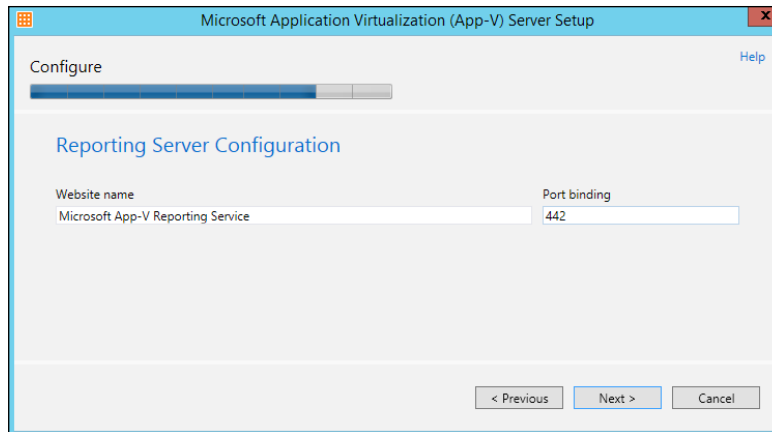 Microsoft Application Virtualization (App-V) Server Setup
x
Help
Configure
Reporting Server Configuration
Website name
Port binding
Microsoft App-V Reporting Service
442
< Previous
Next >
Cancel